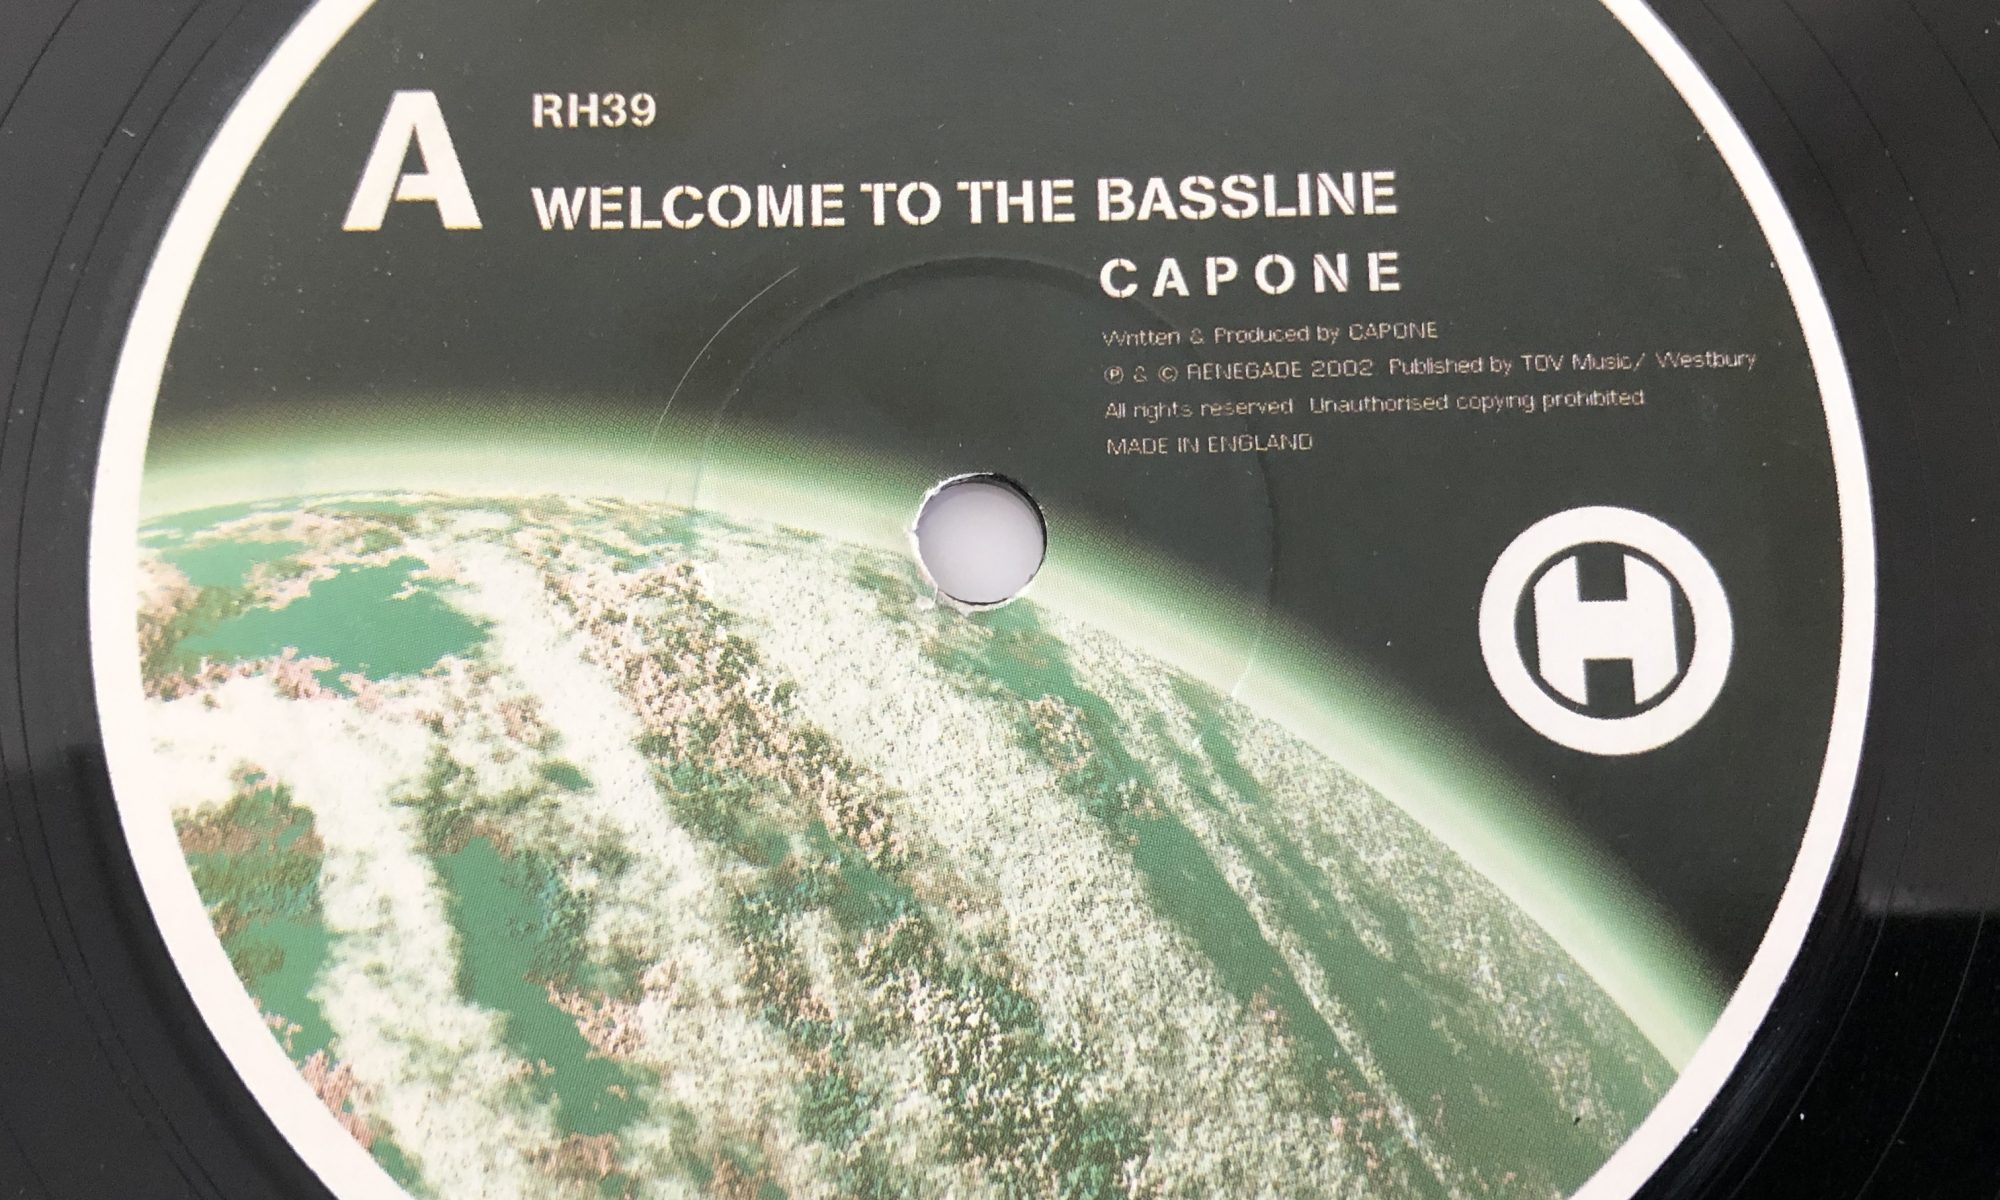 A
RH39
WELCOME TO THE BASSLINE
CAPONE
Written & Produced by CAPONE
℗ & © RENEGADE 2002 Published by TOV Music/ Westbury
All rights reserved Unauthorised copying prohibited
MADE IN ENGLAND
H